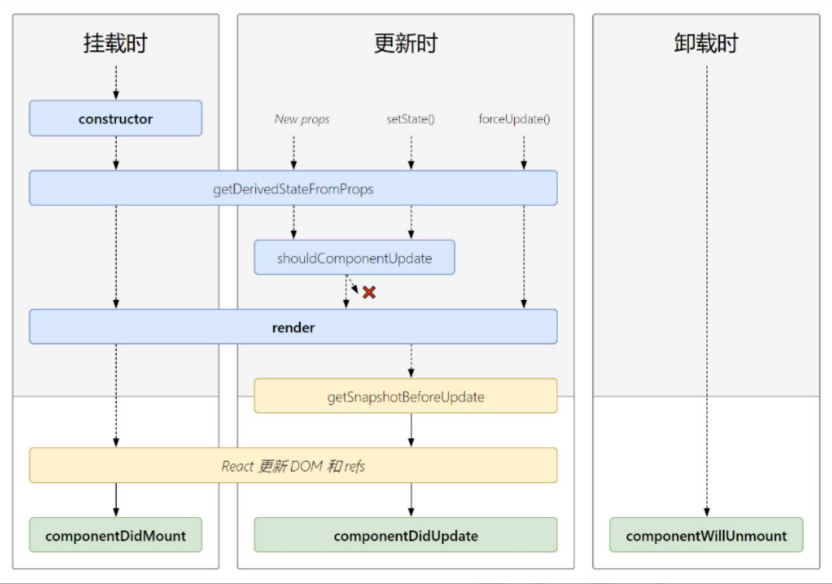 挂载时
更新时
卸载时
constructor
New props
setState()
forceUpdate()
getDerivedStateFromProps
shouldComponentUpdate
render
getSnapshotBeforeUpdate
React 更新 DOM 和 refs
componentDidMount
componentDidUpdate
componentWillUnmount